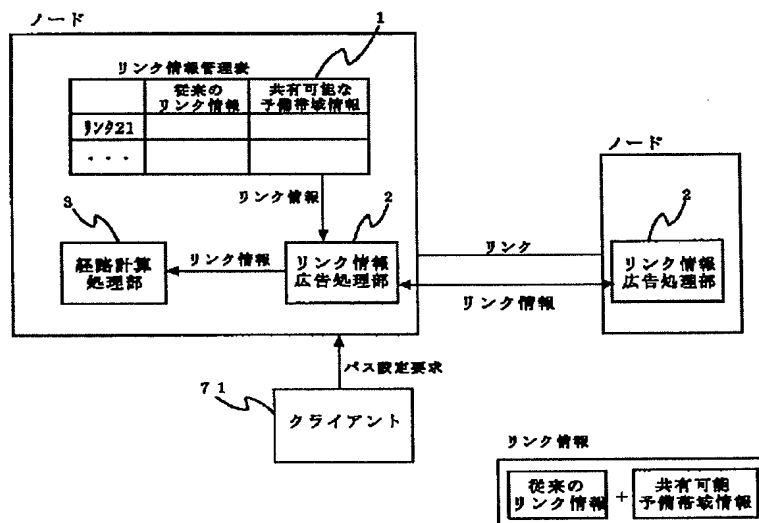 ノード
1
リンク情報管理表
従来の
リンク情報
共有可能な
予備帯域情報
リンク21
・・・
リンク情報
3
経路計算
処理部
リンク情報
2
リンク情報
広告処理部
リンク
リンク情報
ノード
2
リンク情報
広告処理部
パス設定要求
71
クライアント
リンク情報
従来の
リンク情報
+
共有可能
予備帯域情報